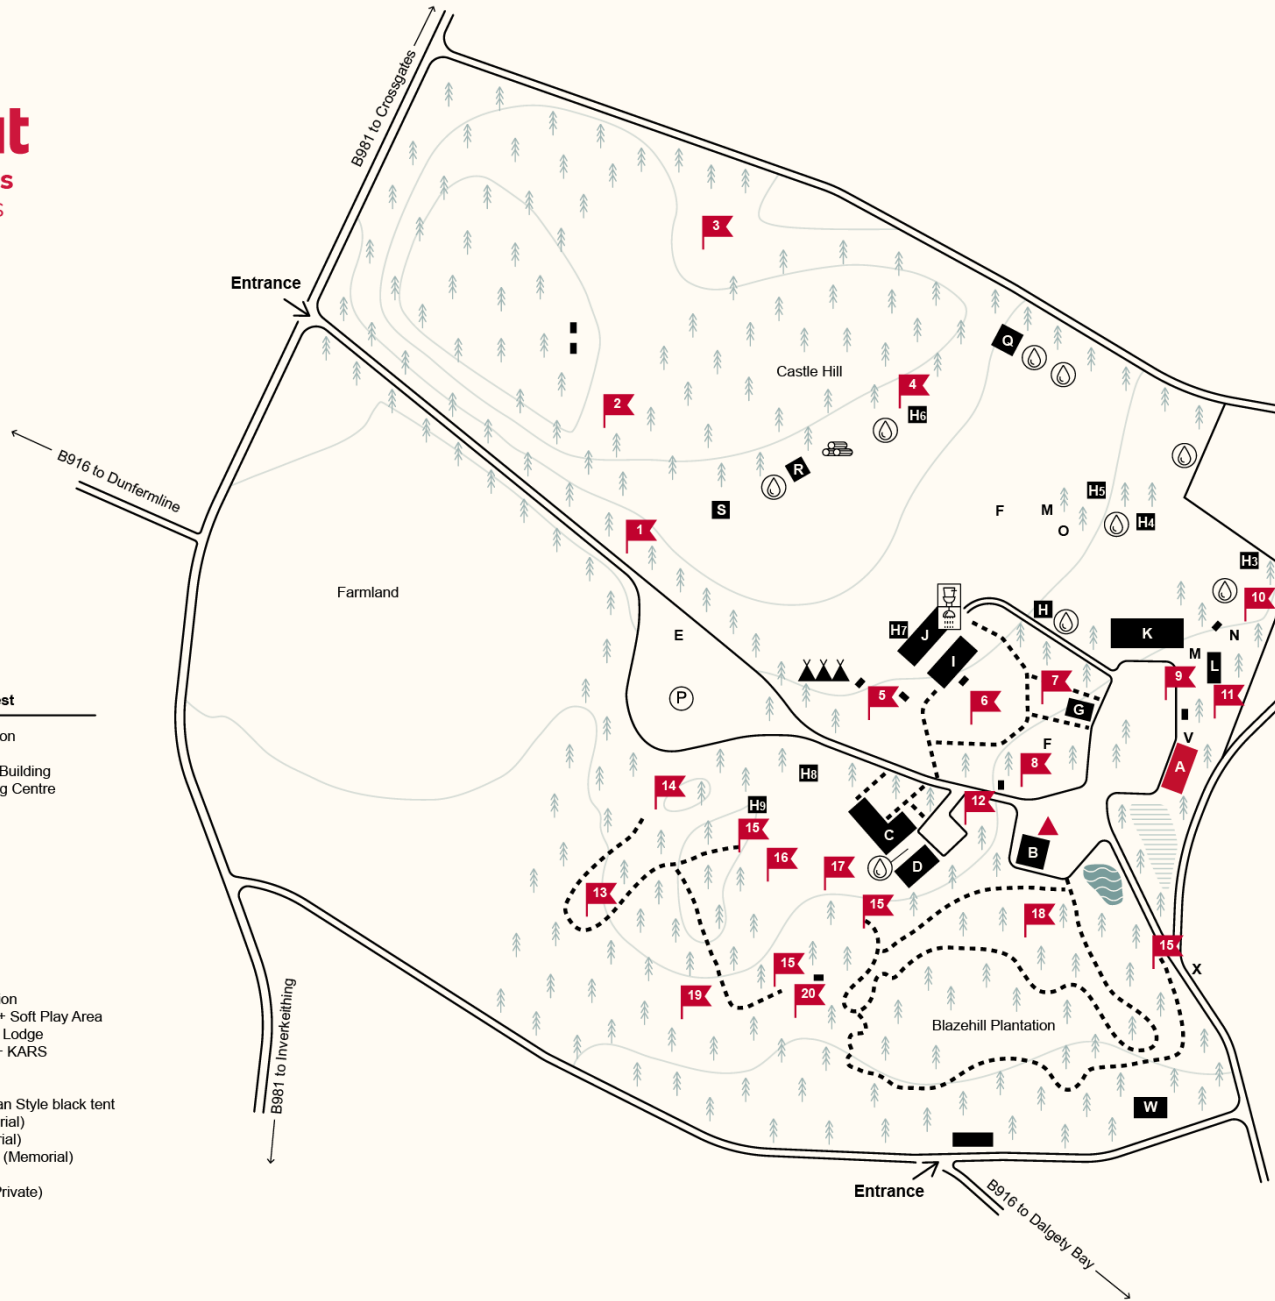 B981 to Crossgates
3
Entrance
Q
Castle Hill
4
H6
2
R
B916 to Dunfermline
S
H5
F
M
O
H4
1
H3
Farmland
10
H
E
H7
J
K
N
M
I
L
P
7
9
5
6
11
G
V
F
8
A
H8
14
12
H9
15
C
B
16
17
D
13
15
18
15
15
X
19
20
Blazehill Plantation
B981 to Inverkeithing
W
Entrance
B916 to Dalgety Bay
ut
s
s
est
on
Building
g Centre
ion
+ Soft Play Area
Lodge
KARS
an Style black tent
rial)
rial)
(Memorial)
Private)